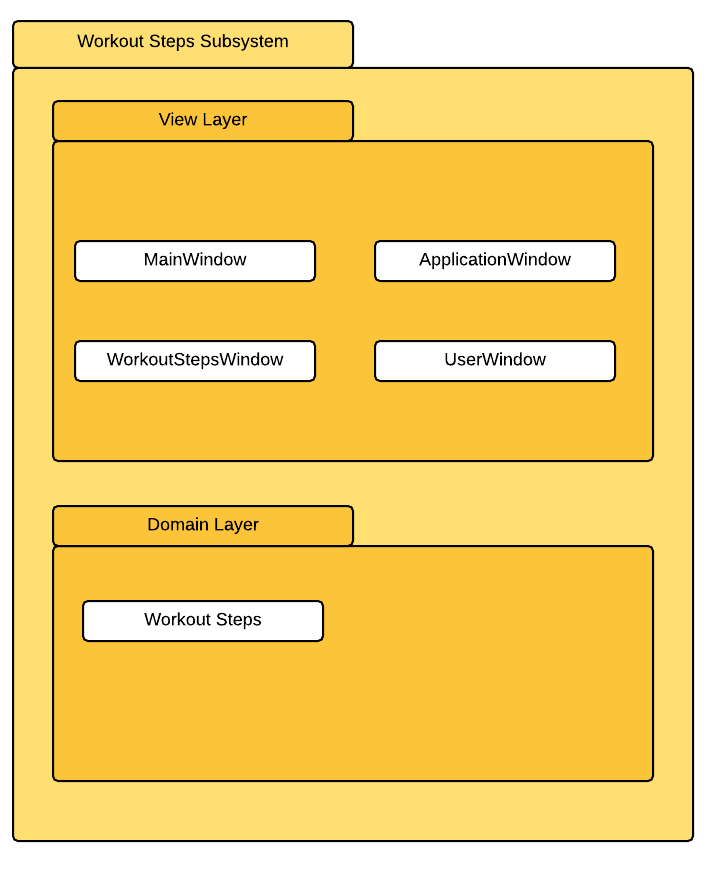 Workout Steps Subsystem
View Layer
MainWindow
ApplicationWindow
WorkoutStepsWindow
UserWindow
Domain Layer
Workout Steps